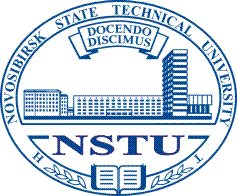 NOVOSIBIRSK STATE TECHNICAL UNIVERSITY
DOCENDO
DISCIMUS
NSTU
Н Г Т У